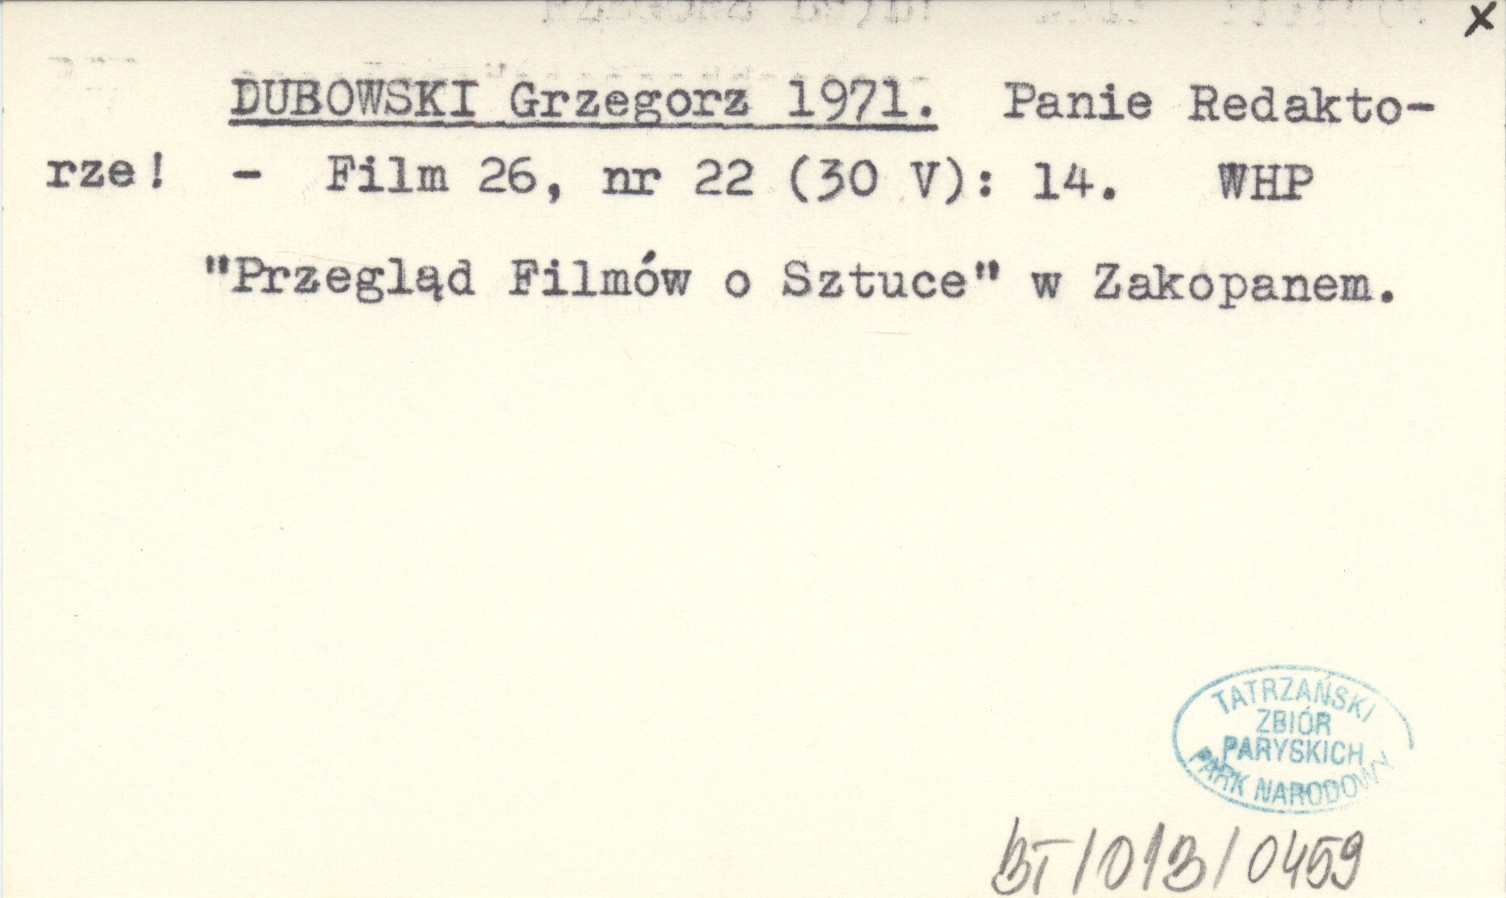 x
DUBOWSKI Grzegorz 1971. Panie Redakto-
rze! - Film 26, nr 22 (30 V): 14. WHP
"Przegląd Filmów o Sztuce" w Zakopanem.
TATRZAŃSKI
ZBIÓR
PARYSKICH
PARK NARODOWY
BT/013/0459